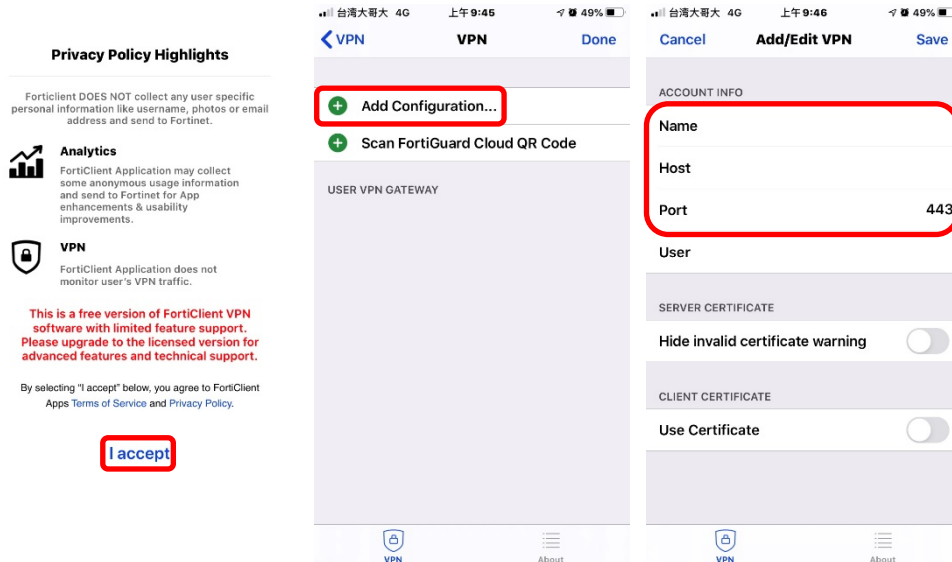 Privacy Policy Highlights
Forticlient DOES NOT collect any user specific
personal information like username, photos or email
address and send to Fortinet.
Analytics
FortiClient Application may collect
some anonymous usage information
and send to Fortinet for App
enhancements & usability
improvements.
VPN
FortiClient Application does not
monitor user's VPN traffic.
This is a free version of FortiClient VPN
software with limited feature support.
Please upgrade to the licensed version for
advanced features and technical support.
By selecting "I accept" below, you agree to FortiClient
Apps Terms of Service and Privacy Policy.
I accept
台湾大哥大 4G 上午9:45 49%
VPN VPN Done
Add Configuration...
Scan FortiGuard Cloud QR Code
USER VPN GATEWAY
VPN About
台湾大哥大 4G 上午9:46 49%
Cancel Add/Edit VPN Save
ACCOUNT INFO
Name
Host
Port 443
User
SERVER CERTIFICATE
Hide invalid certificate warning
CLIENT CERTIFICATE
Use Certificate
VPN About